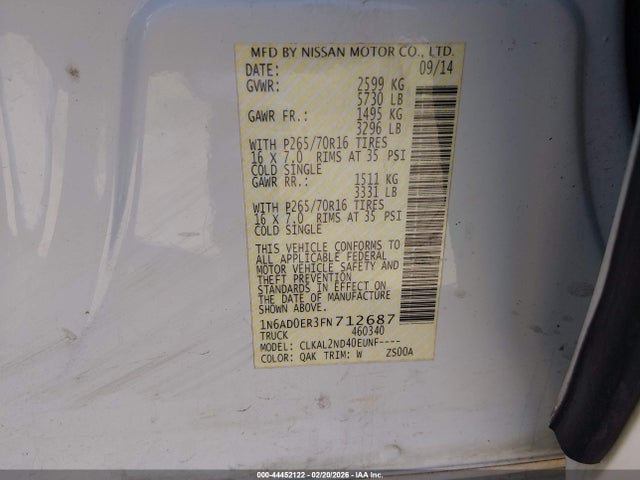 MFD BY NISSAN MOTOR CO., LTD.
DATE: 09/14
GVWR: 2599 KG
5730 LB
GAWR FR.: 1495 KG
3296 LB
WITH P265/70R16 TIRES
16 X 7.0 RIMS AT 35 PSI
COLD SINGLE
GAWR RR.: 1511 KG
3331 LB
WITH P265/70R16 TIRES
16 X 7.0 RIMS AT 35 PSI
COLD SINGLE
THIS VEHICLE CONFORMS TO
ALL APPLICABLE FEDERAL
MOTOR VEHICLE SAFETY AND
THEFT PREVENTION
STANDARDS IN EFFECT ON
THE DATE OF MANUFACTURE
SHOWN ABOVE.
1N6AD0ER3FN712687
TRUCK 460340
MODEL: CLKAL2ND40EUNF----
COLOR: QAK TRIM: W ZS00A
000-44452122 - 02/20/2026 - IAAI, Inc.